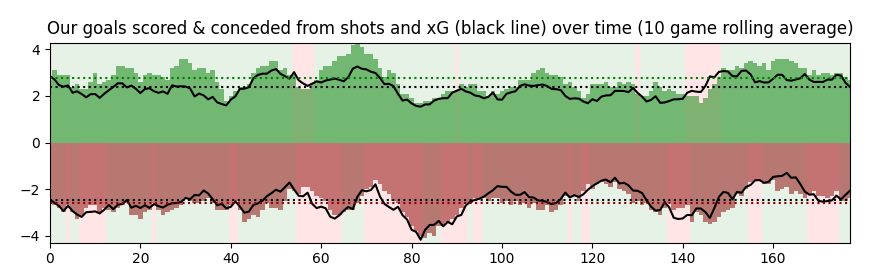 Our goals scored & conceded from shots and xG (black line) over time (10 game rolling average)
4
2
0
−2
−4
0 20 40 60 80 100 120 140 160